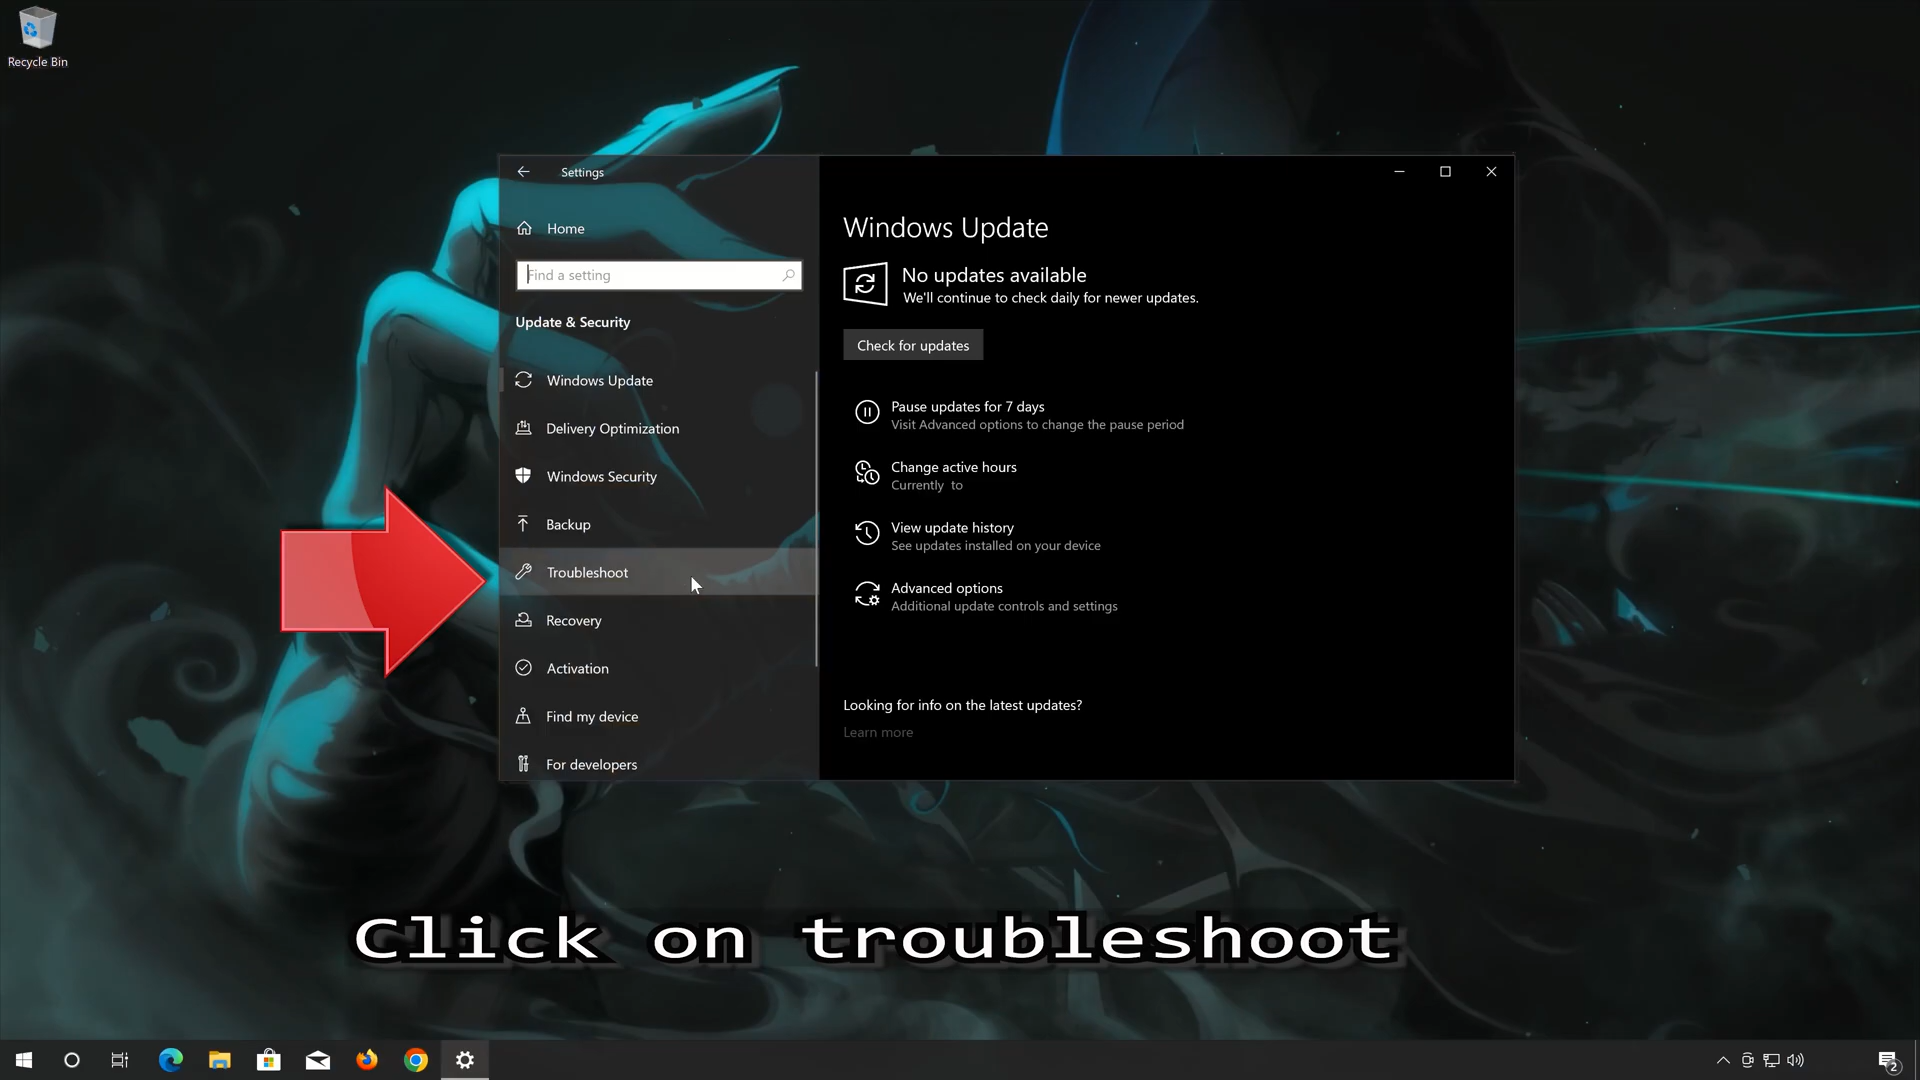 Recycle Bin
Settings
Home
Find a setting
Update & Security
Windows Update
Delivery Optimization
Windows Security
Backup
Troubleshoot
Recovery
Activation
Find my device
For developers
Windows Update
No updates available
We'll continue to check daily for newer updates.
Check for updates
Pause updates for 7 days
Visit Advanced options to change the pause period
Change active hours
Currently to
View update history
See updates installed on your device
Advanced options
Additional update controls and settings
Looking for info on the latest updates?
Learn more
Click on troubleshoot
2